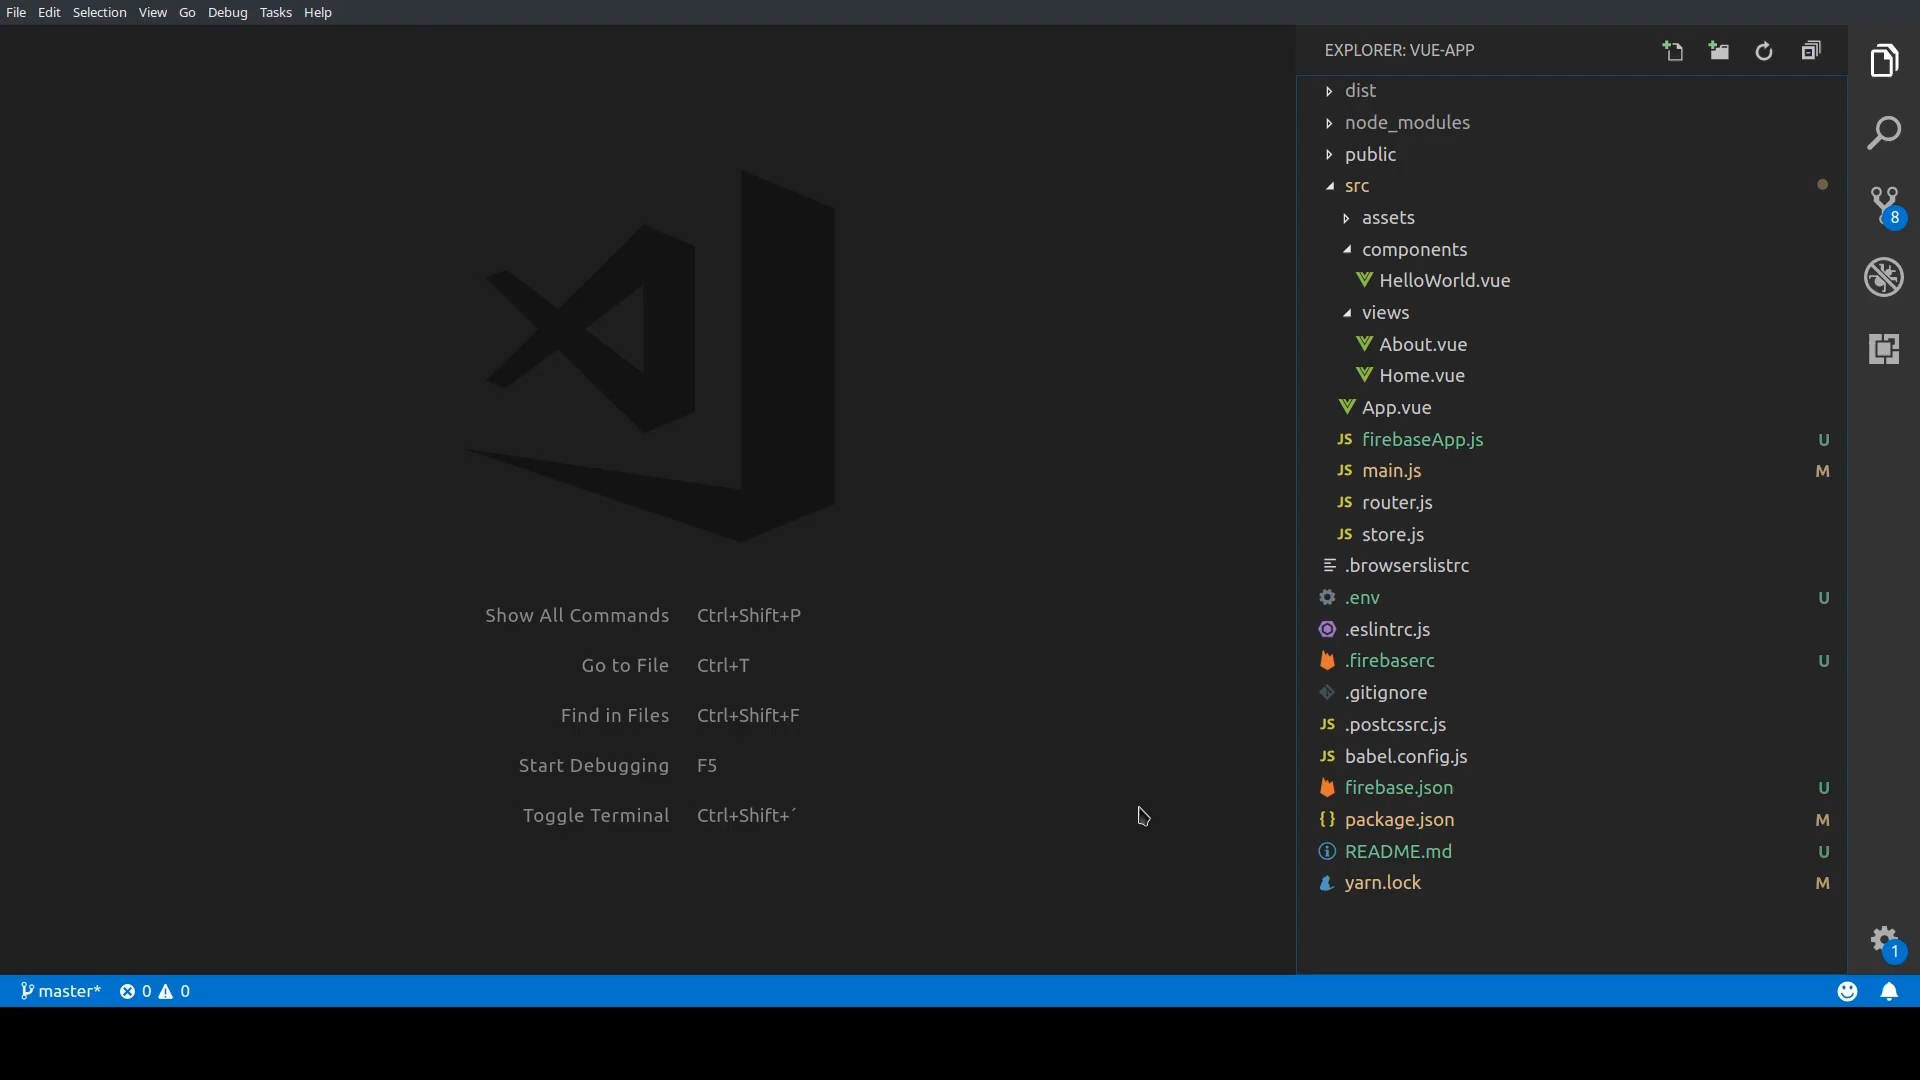 File Edit Selection View Go Debug Tasks Help
EXPLORER: VUE-APP
dist
node_modules
public
src
assets
8
components
HelloWorld.vue
views
About.vue
Home.vue
App.vue
JS firebaseApp.js U
JS main.js M
JS router.js
JS store.js
.browserslistrc
.env U
.eslintrc.js
.firebaserc U
.gitignore
JS .postcssrc.js
JS babel.config.js
firebase.json U
{} package.json M
README.md U
yarn.lock M
1
Show All Commands Ctrl+Shift+P
Go to File Ctrl+T
Find in Files Ctrl+Shift+F
Start Debugging F5
Toggle Terminal Ctrl+Shift+´
master* 0 0